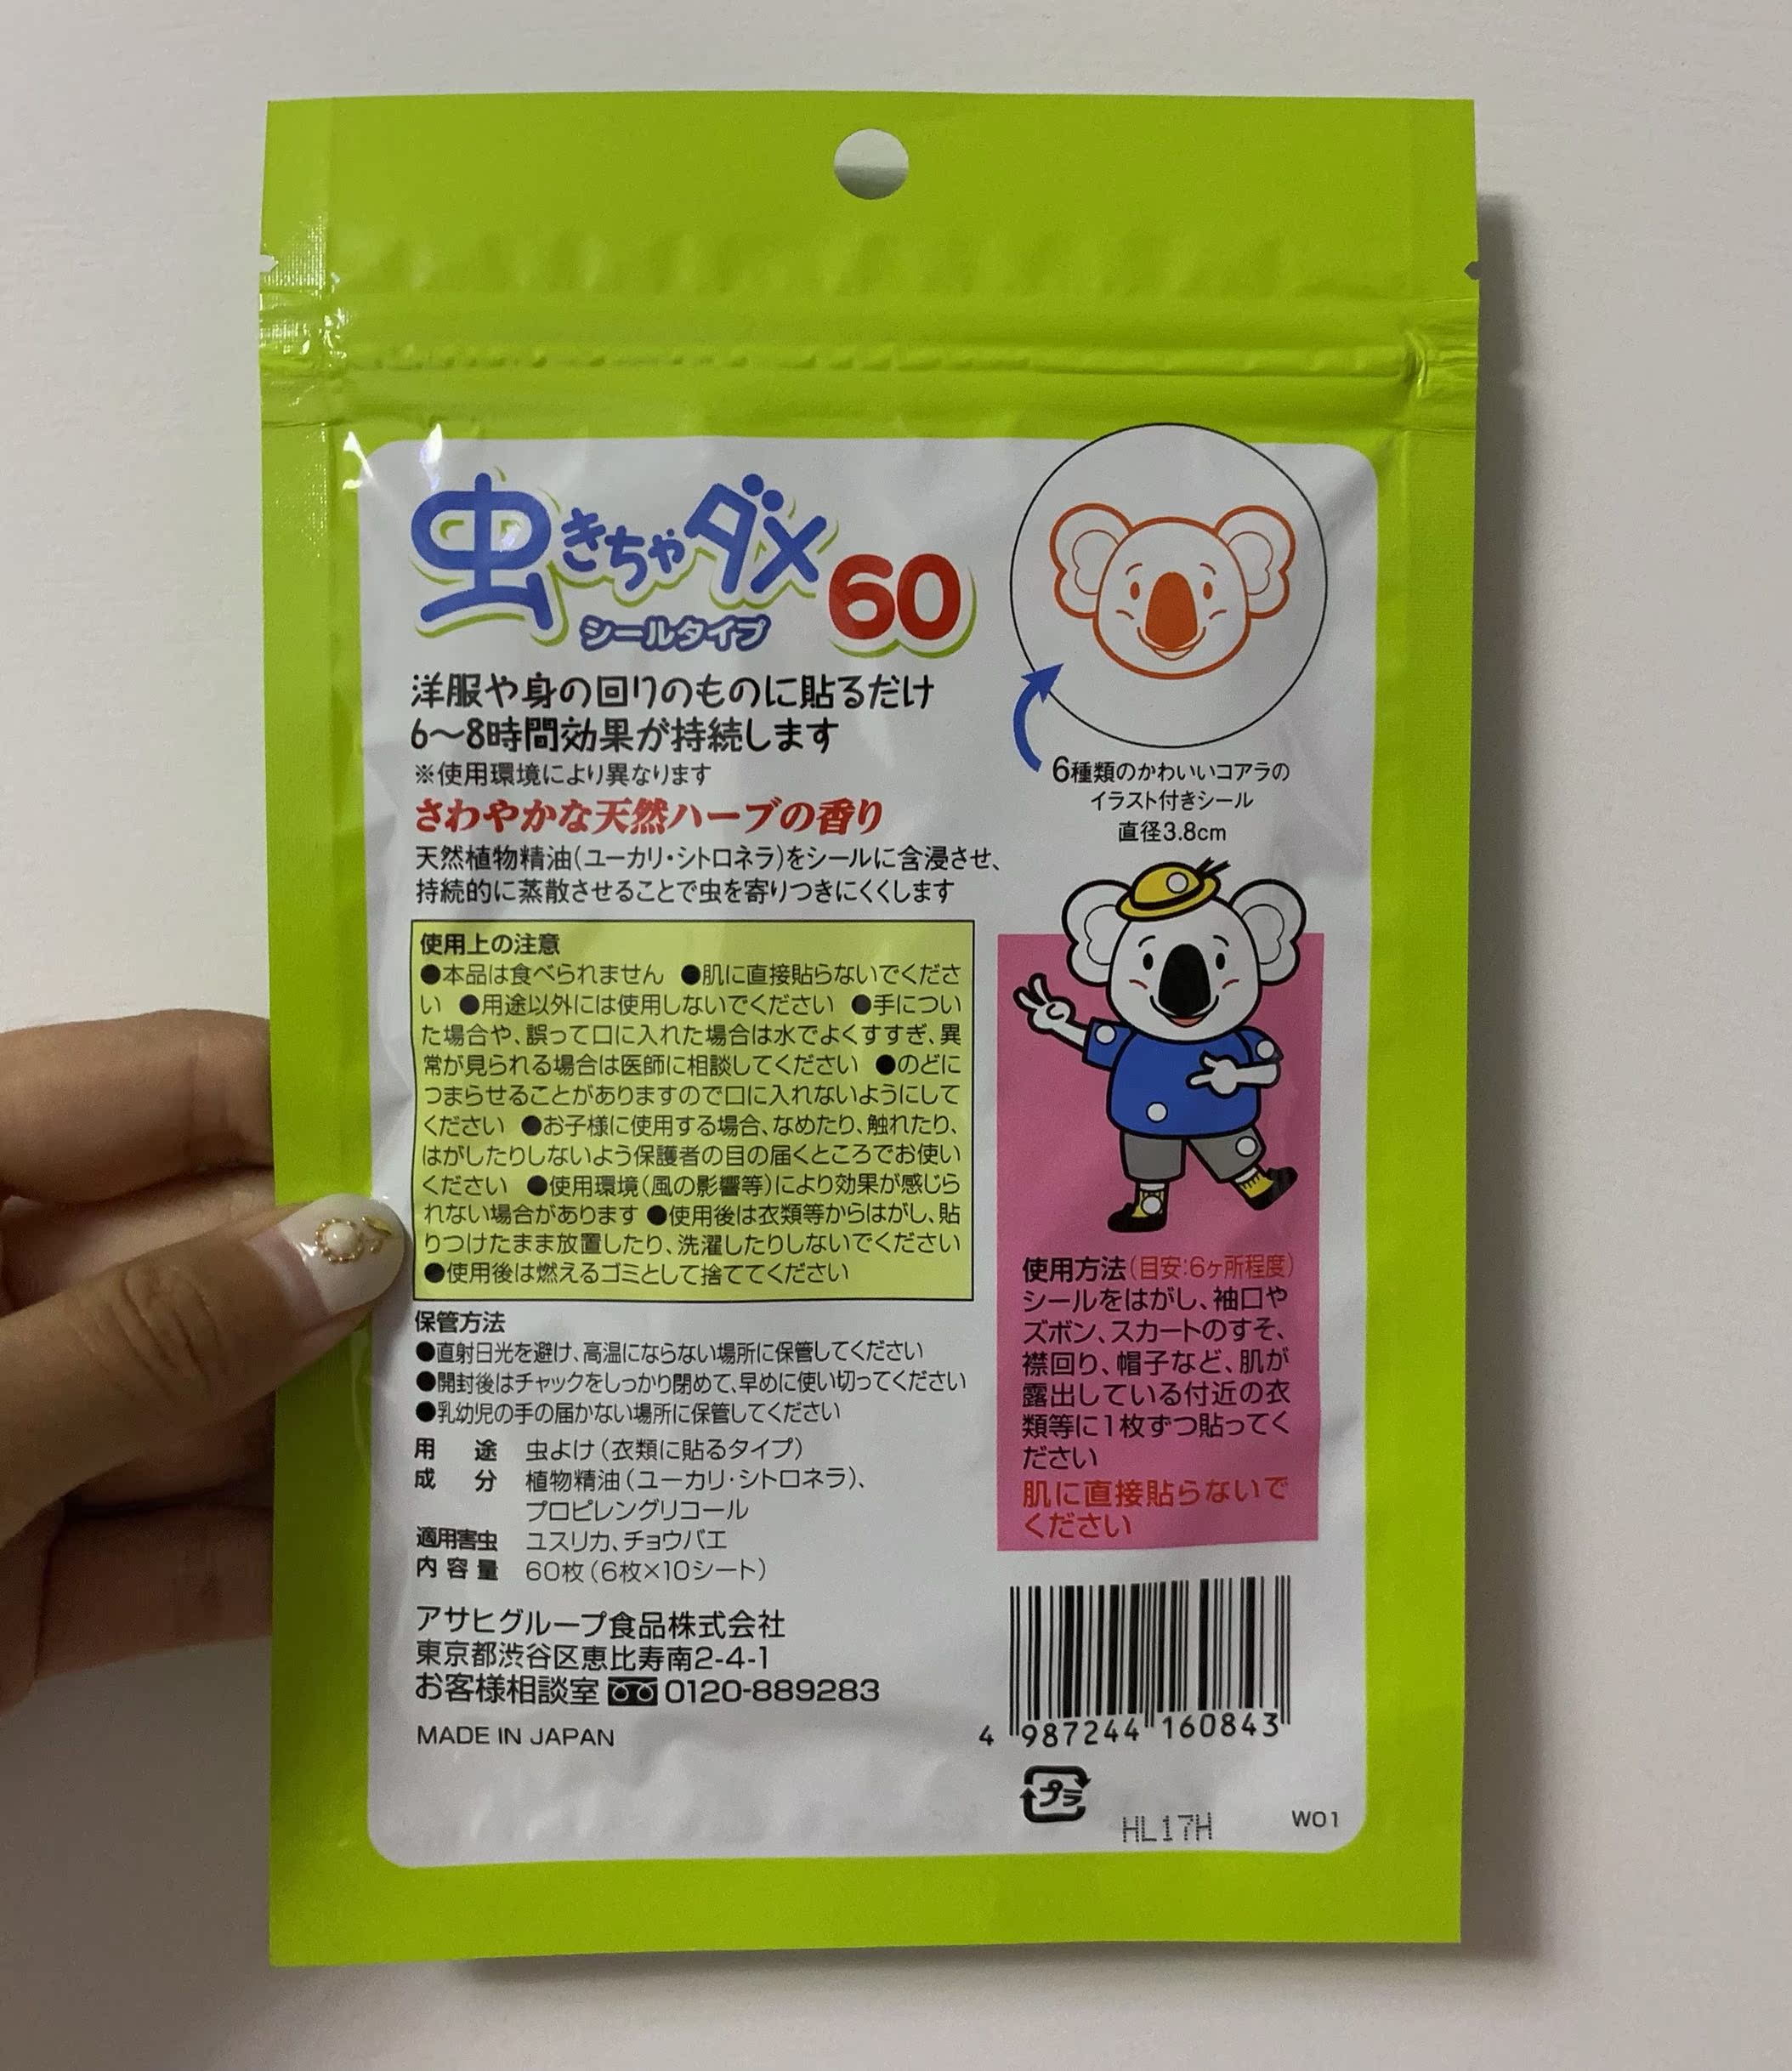 虫きちゃダメ60
シールタイプ
洋服や身の回りのものに貼るだけ
6〜8時間効果が持続します
※使用環境により異なります
さわやかな天然ハーブの香り
天然植物精油(ユーカリ・シトロネラ)をシールに含浸させ、
持続的に蒸散させることで虫を寄りつきにくくします
6種類のかわいいコアラの
イラスト付きシール
直径3.8cm
使用上の注意
●本品は食べられません ●肌に直接貼らないでくださ
い ●用途以外には使用しないでください ●手につい
た場合や、誤って口に入れた場合は水でよくすすぎ、異
常が見られる場合は医師に相談してください ●のどに
つまらせることがありますので口に入れないようにして
ください ●お子様に使用する場合、なめたり、触れたり、
はがしたりしないよう保護者の目の届くところでお使い
ください ●使用環境(風の影響等)により効果が感じら
れない場合があります ●使用後は衣類等からはがし、貼
りつけたまま放置したり、洗濯したりしないでください
●使用後は燃えるゴミとして捨ててください
保管方法
●直射日光を避け、高温にならない場所に保管してください
●開封後はチャックをしっかり閉めて、早めに使い切ってください
●乳幼児の手の届かない場所に保管してください
用途 虫よけ(衣類に貼るタイプ)
成分 植物精油(ユーカリ・シトロネラ)、
プロピレングリコール
適用害虫 ユスリカ、チョウバエ
内容量 60枚(6枚×10シート)
アサヒグループ食品株式会社
東京都渋谷区恵比寿南2-4-1
お客様相談室 0120-889283
MADE IN JAPAN
使用方法(目安:6ヶ所程度)
シールをはがし、袖口や
ズボン、スカートのすそ、
襟回り、帽子など、肌が
露出している付近の衣
類等に1枚ずつ貼ってく
ださい
肌に直接貼らないで
ください
4 987244 160843
プラ
HL17H
W01